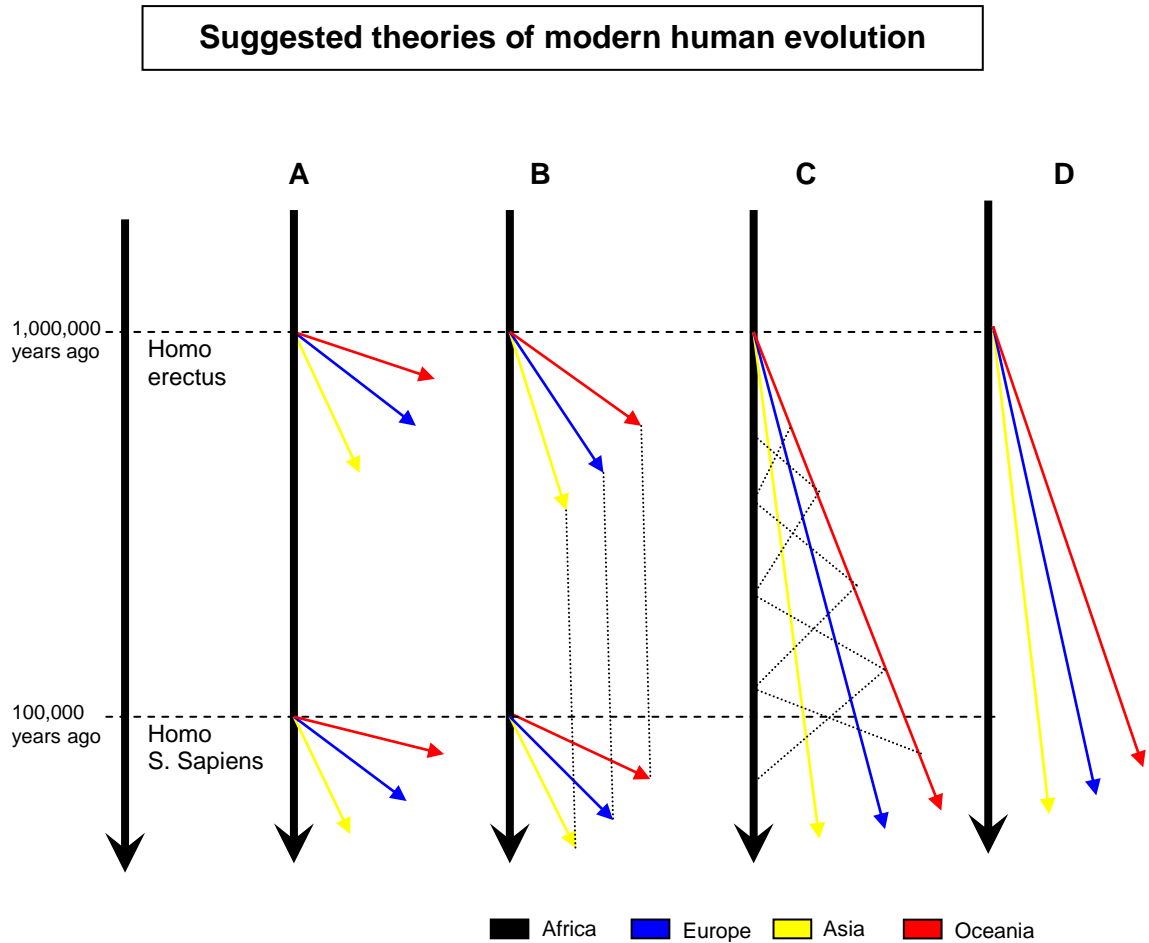 Suggested theories of modern human evolution
A B C D
1,000,000
years ago
Homo
erectus
100,000
years ago
Homo
S. Sapiens
Africa Europe Asia Oceania